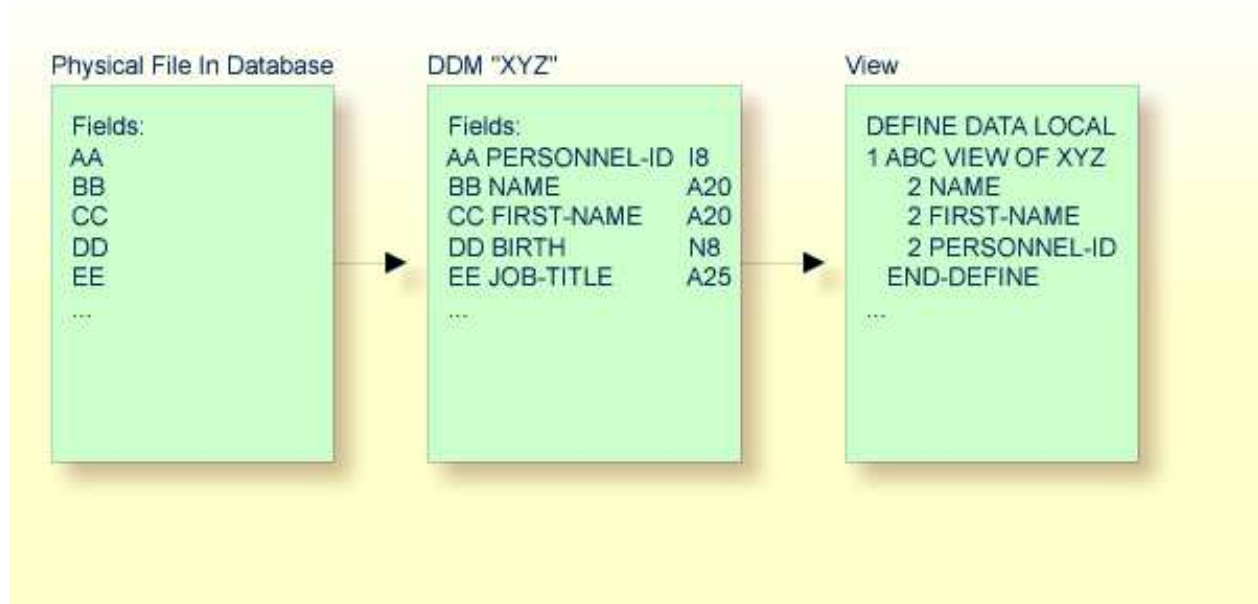 Physical File In Database
Fields:
AA
BB
CC
DD
EE
...
DDM "XYZ"
Fields:
AA PERSONNEL-ID I8
BB NAME A20
CC FIRST-NAME A20
DD BIRTH N8
EE JOB-TITLE A25
...
View
DEFINE DATA LOCAL
1 ABC VIEW OF XYZ
2 NAME
2 FIRST-NAME
2 PERSONNEL-ID
END-DEFINE
...